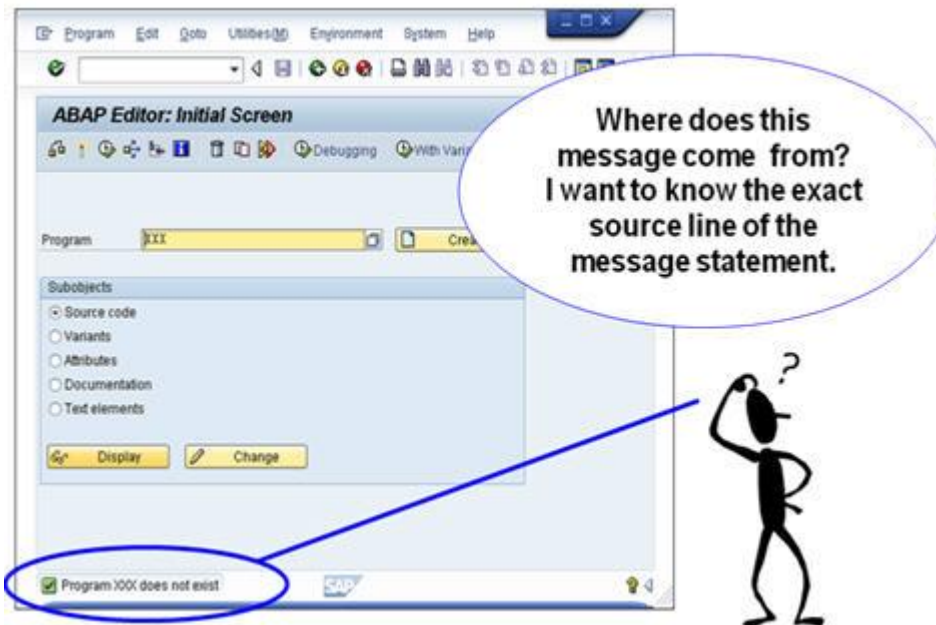 Program Edit Goto Utilities(M) Environment System Help
ABAP Editor: Initial Screen
Debugging With
Where does this
message come from?
I want to know the exact
source line of the
message statement.
Program XXX
Subobjects
Source code
Variants
Attributes
Documentation
Text elements
Display Change
?
Program XXX does not exist
SAP